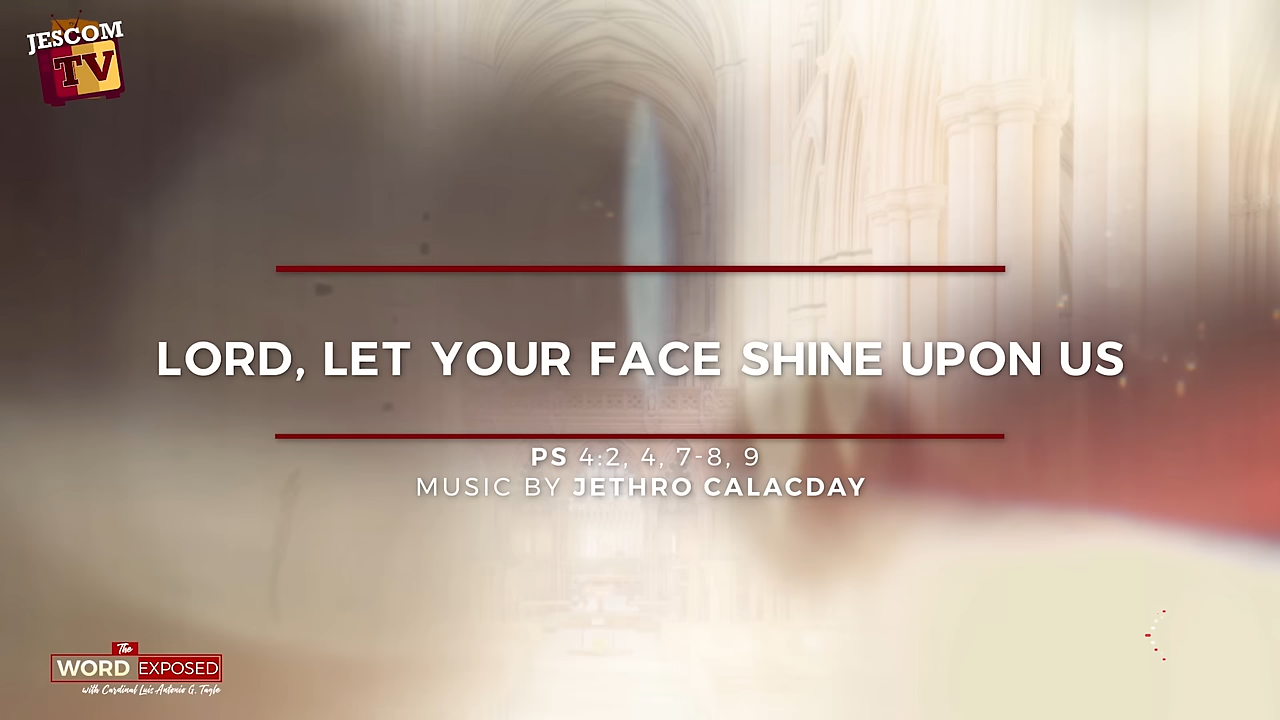 JESCOM
TV
LORD, LET YOUR FACE SHINE UPON US
PS 4:2, 4, 7-8, 9
MUSIC BY JETHRO CALACDAY
The
WORD EXPOSED
with Cardinal Luis Antonio G. Tagle